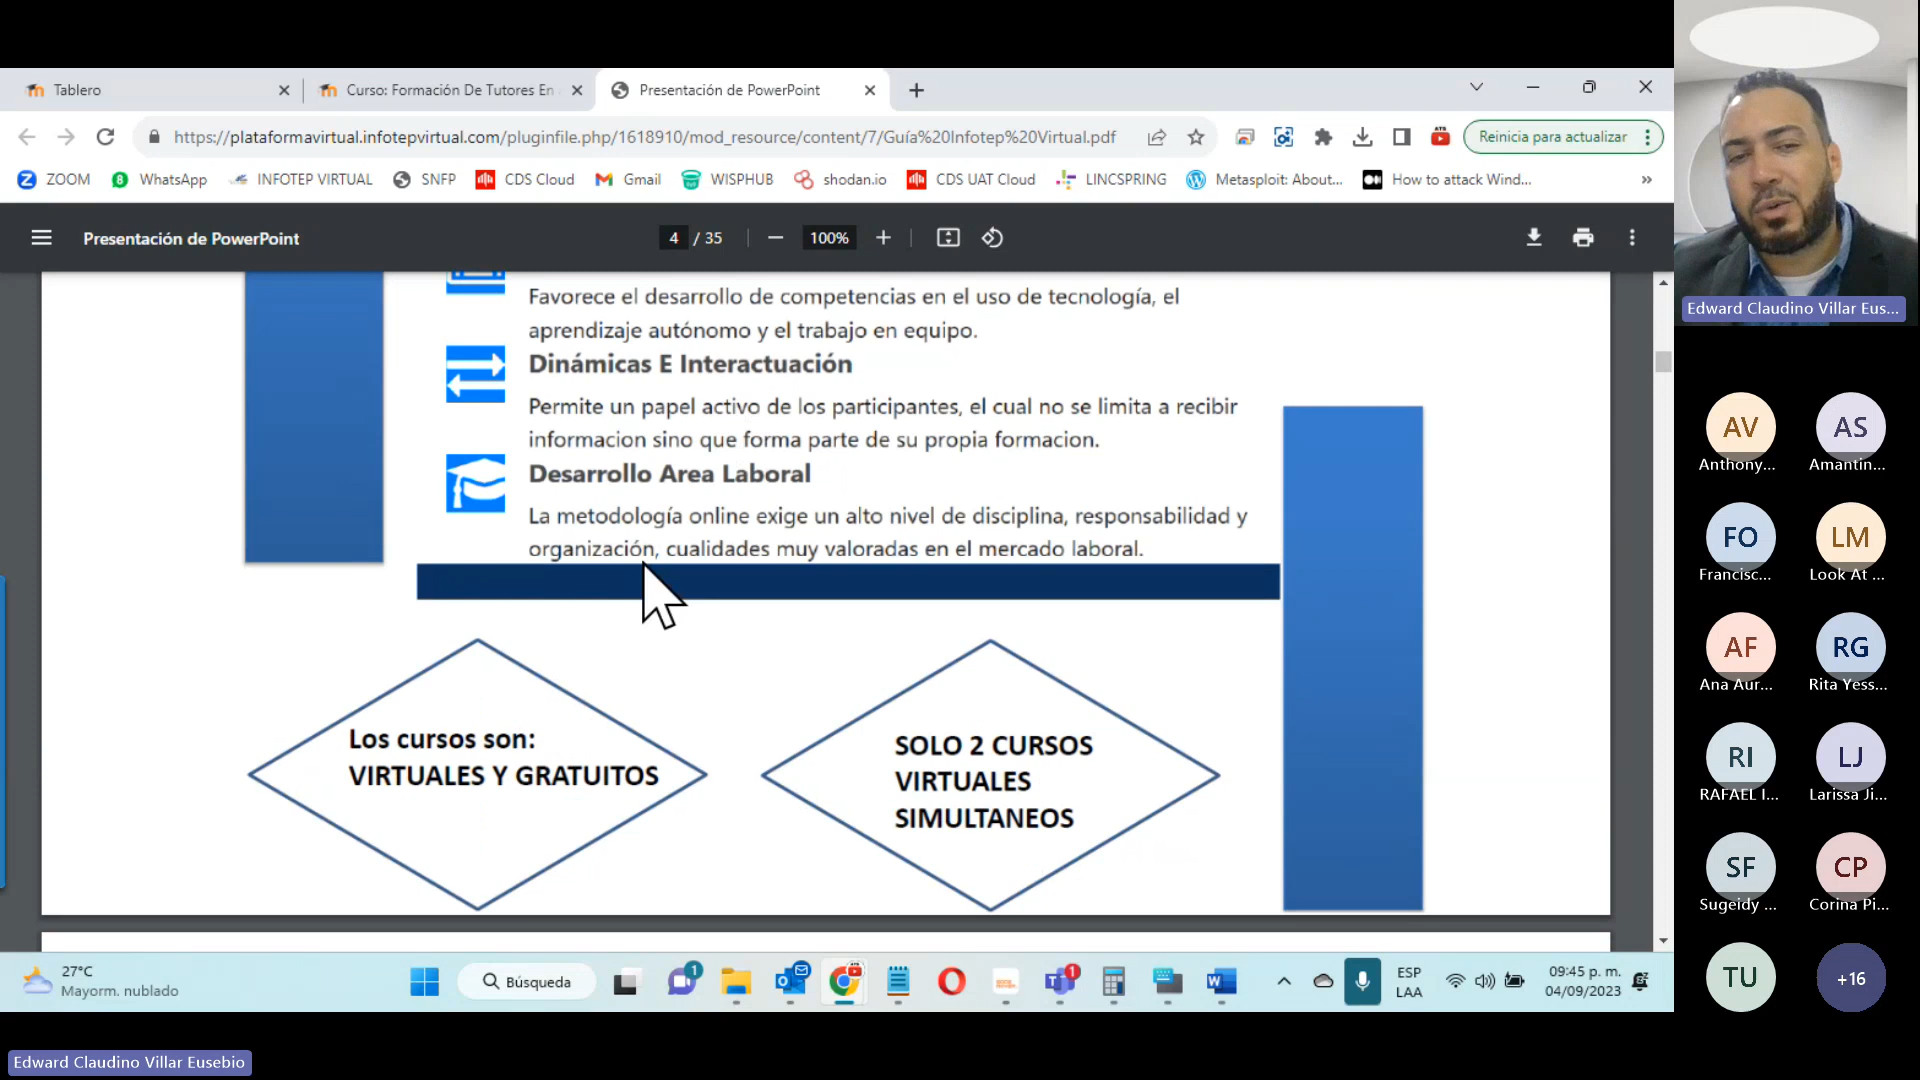 Tablero
Curso: Formación De Tutores En
Presentación de PowerPoint
https://plataformavirtual.infotepvirtual.com/pluginfile.php/1618910/mod_resource/content/7/Guía%20Infotep%20Virtual.pdf
Reinicia para actualizar
ZOOM
WhatsApp
INFOTEP VIRTUAL
SNFP
CDS Cloud
Gmail
WISPHUB
shodan.io
CDS UAT Cloud
LINCSPRING
Metasploit: About...
How to attack Wind...
»
Presentación de PowerPoint
4 / 35
100%
Favorece el desarrollo de competencias en el uso de tecnología, el
aprendizaje autónomo y el trabajo en equipo.
Dinámicas E Interactuación
Permite un papel activo de los participantes, el cual no se limita a recibir
informacion sino que forma parte de su propia formacion.
Desarrollo Area Laboral
La metodología online exige un alto nivel de disciplina, responsabilidad y
organización, cualidades muy valoradas en el mercado laboral.
Los cursos son:
VIRTUALES Y GRATUITOS
SOLO 2 CURSOS
VIRTUALES
SIMULTANEOS
27°C
Mayorm. nublado
Búsqueda
1
1
ESP
LAA
09:45 p. m.
04/09/2023
Edward Claudino Villar Eus...
AV
Anthony...
AS
Amantin...
FO
Francisc...
LM
Look At ...
AF
Ana Aur...
RG
Rita Yess...
RI
RAFAEL I...
LJ
Larissa Ji...
SF
Sugeidy ...
CP
Corina Pi...
TU
+16
Edward Claudino Villar Eusebio